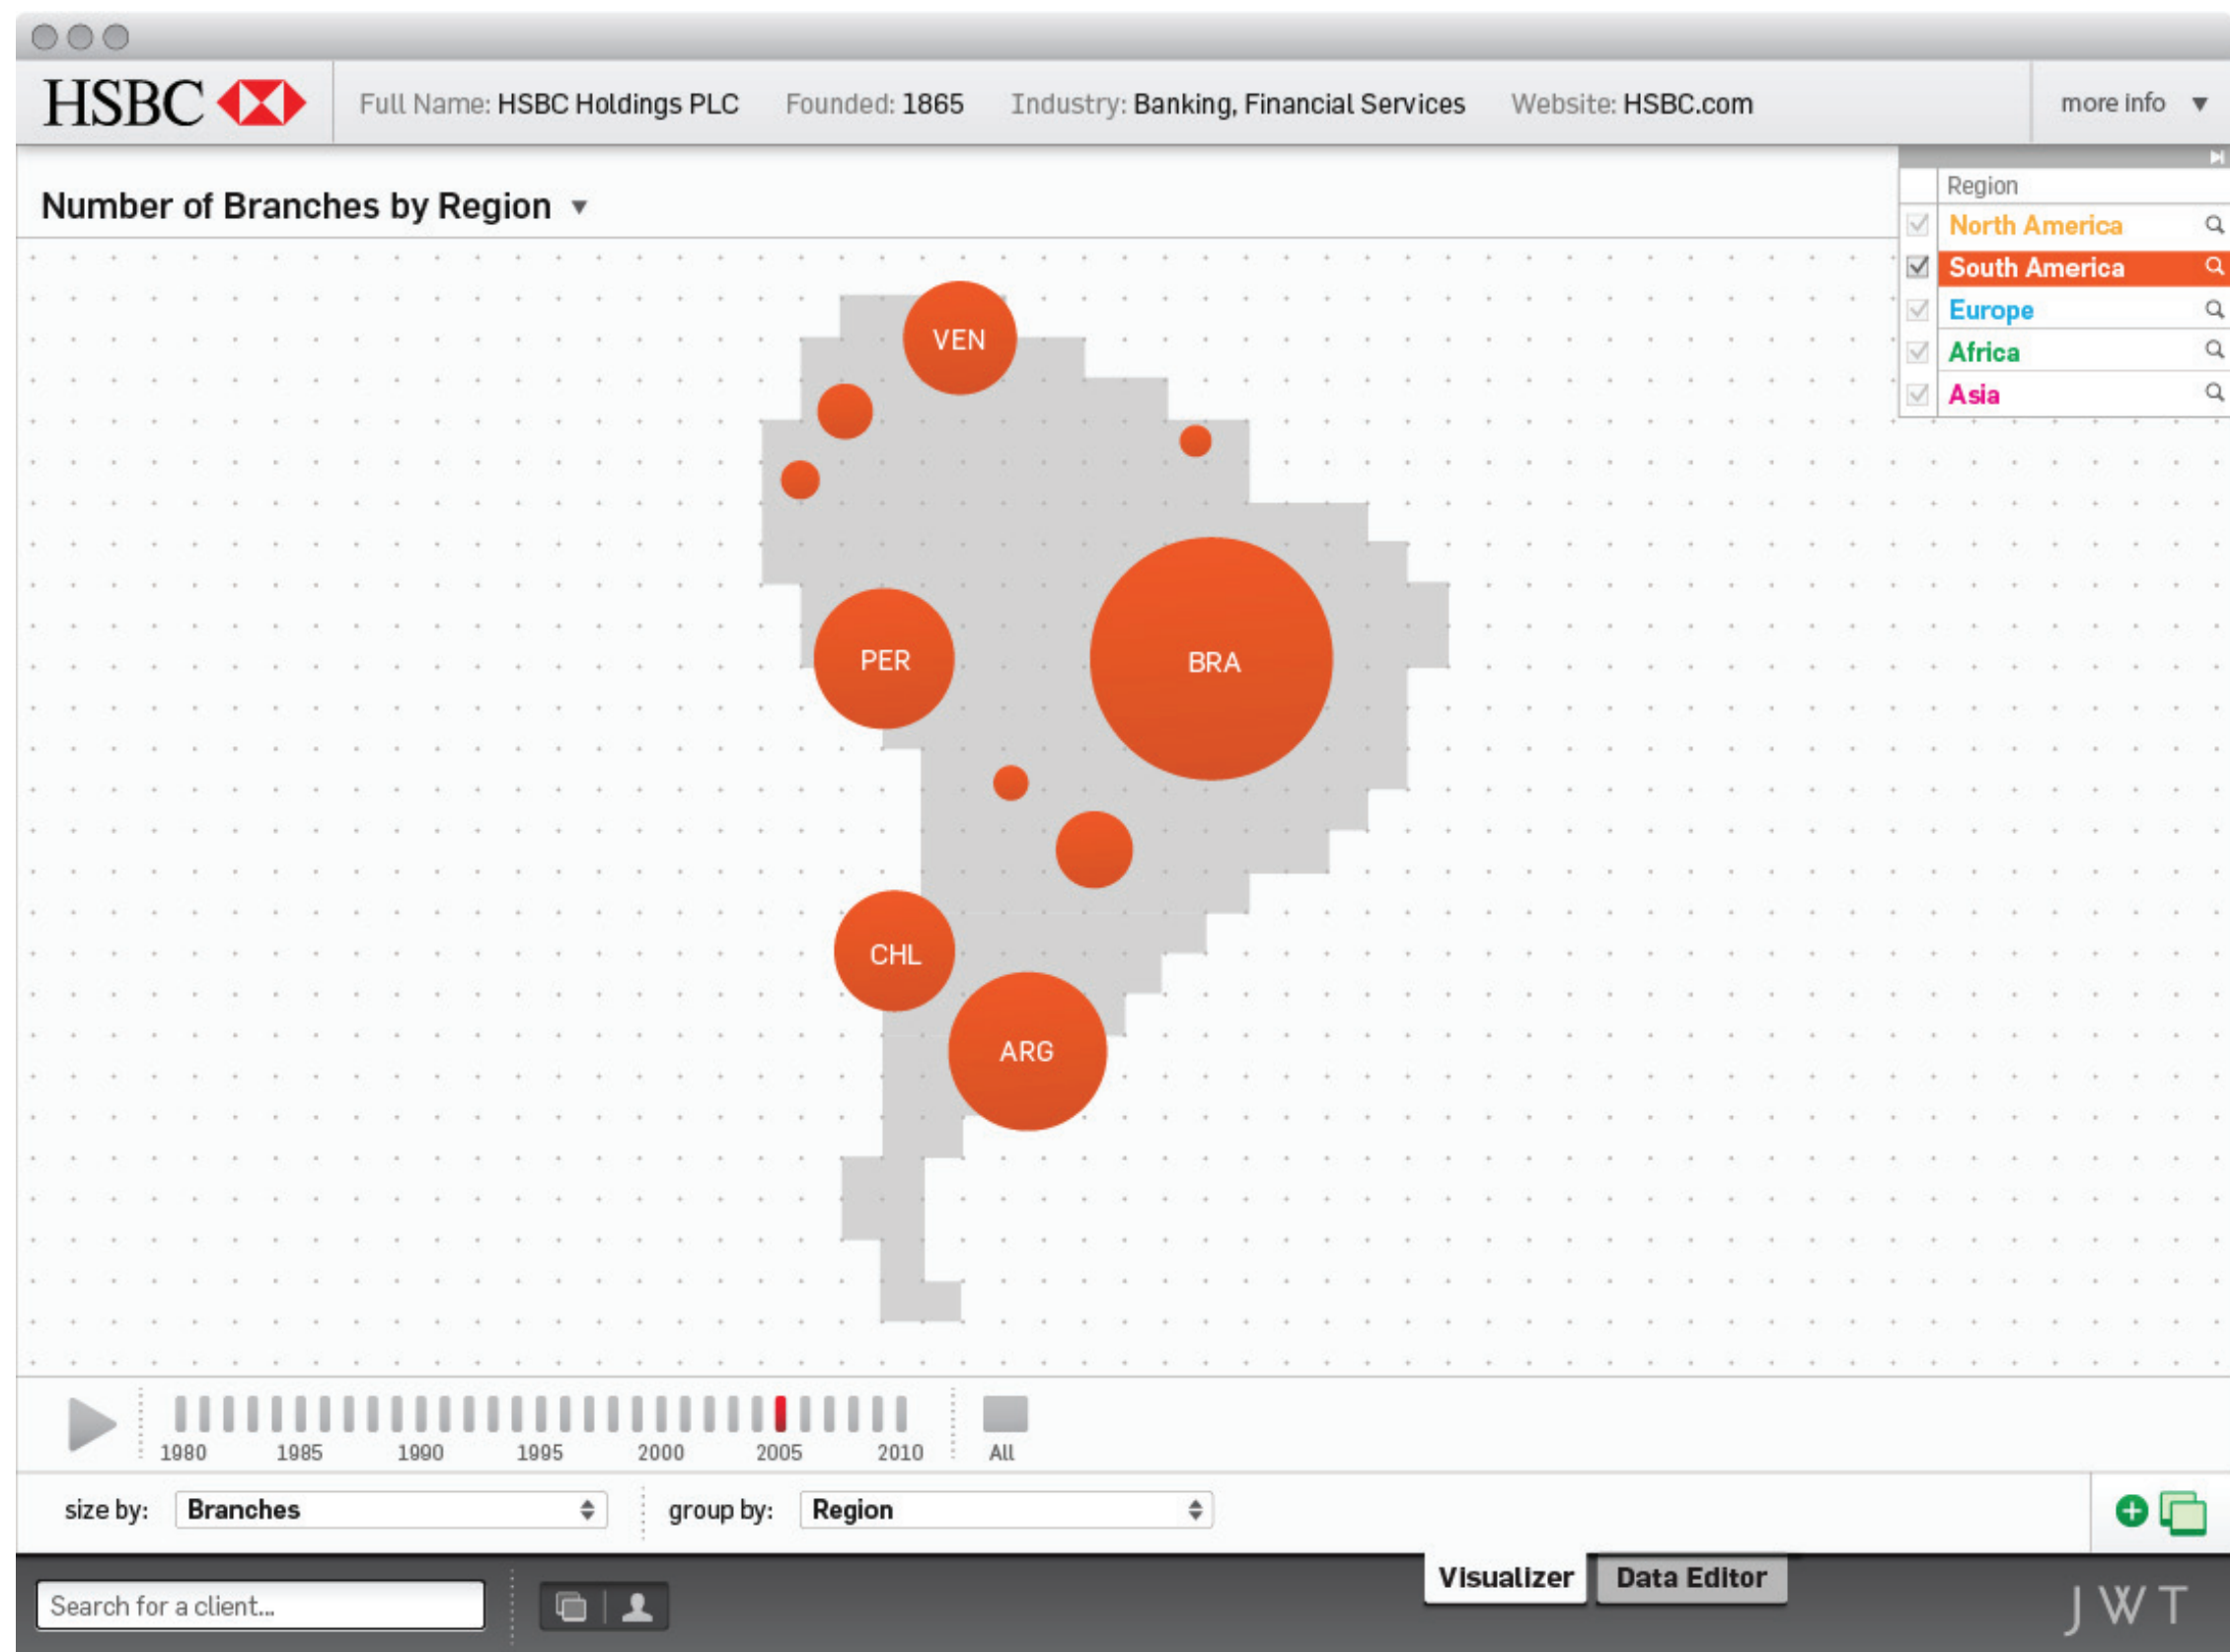 HSBC
Full Name: HSBC Holdings PLC Founded: 1865 Industry: Banking, Financial Services Website: HSBC.com more info
Number of Branches by Region
Region
North America
South America
Europe
Africa
Asia
VEN
PER
BRA
CHL
ARG
1980 1985 1990 1995 2000 2005 2010 All
size by: Branches group by: Region
Search for a client... Visualizer Data Editor JWT